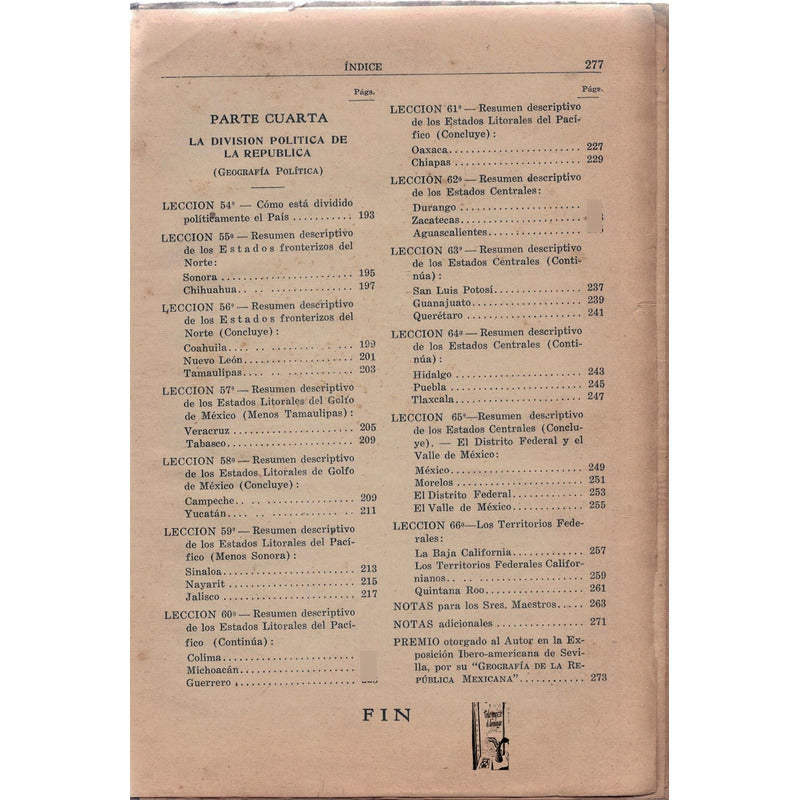 ÍNDICE 277
Págs.
PARTE CUARTA
LA DIVISION POLITICA DE
LA REPUBLICA
(GEOGRAFÍA POLÍTICA)
LECCION 54ª — Cómo está dividido
políticamente el País ........... 193
LECCION 55ª — Resumen descriptivo
de los Estados fronterizos del
Norte:
Sonora ........................ 195
Chihuahua.. .. ................ 197
LECCION 56ª — Resumen descriptivo
de los Estados fronterizos del
Norte (Concluye):
Coahuila.... .... .. ........... 199
Nuevo León.................... 201
Tamaulipas.... .. ............. 203
LECCION 57ª — Resumen descriptivo
de los Estados Litorales del Golfo
de México (Menos Tamaulipas):
Veracruz ...................... 205
Tabasco....................... 209
LECCION 58ª — Resumen descriptivo
de los Estados Litorales de Golfo
de México (Concluye):
Campeche.. .. .. .............. 209
Yucatán.... .. ................ 211
LECCION 59ª — Resumen descriptivo
de los Estados Litorales del Pací-
fico (Menos Sonora):
Sinaloa....................... 213
Nayarit ....................... 215
Jalisco ....................... 217
LECCION 60ª — Resumen descriptivo
de los Estados Litorales del Pací-
fico (Continúa):
Colima........................
Michoacán.....................
Guerrero ......................
Págs.
LECCION 61ª — Resumen descriptivo
de los Estados Litorales del Pací-
fico (Concluye):
Oaxaca........................ 227
Chiapas ....................... 229
LECCIÓN 62ª — Resumen descriptivo
de los Estados Centrales:
Durango ......................
Zacatecas.....................
Aguascalientes................
LECCION 63ª — Resumen descriptivo
de los Estados Centrales (Conti-
núa):
San Luis Potosí............... 237
Guanajuato.................... 239
Querétaro ..................... 241
LECCION 64ª — Resumen descriptivo
de los Estados Centrales (Conti-
núa):
Hidalgo ....................... 243
Puebla ........................ 245
Tlaxcala...................... 247
LECCION 65ª—Resumen descriptivo
de los Estados Centrales (Conclu-
ye). — El Distrito Federal y el
Valle de México:
México........................ 249
Morelos ....................... 251
El Distrito Federal........... 253
El Valle de México............ 255
LECCION 66ª—Los Territorios Fede-
rales:
La Baja California............ 257
Los Territorios Federales Califor-
nianos.. .. .................. 259
Quintana Roo.................. 261
NOTAS para los Sres. Maestros..... 263
NOTAS adicionales ............... 271
PREMIO otorgado al Autor en la Ex-
posición Ibero-americana de Sevi-
lla, por su "GEOGRAFÍA DE LA RE-
PÚBLICA MEXICANA"............ 273
FIN